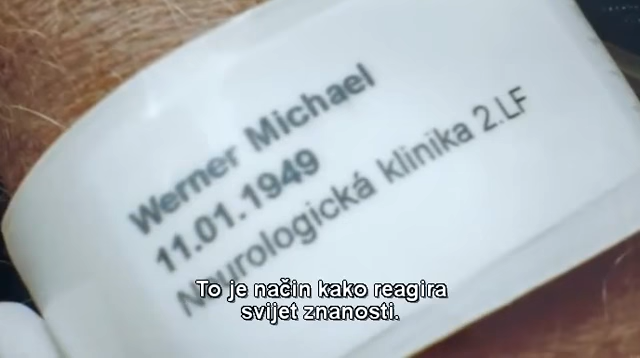 Werner Michael
11.01.1949
Neurologická klinika 2.LF
To je način kako reagira
svijet znanosti.